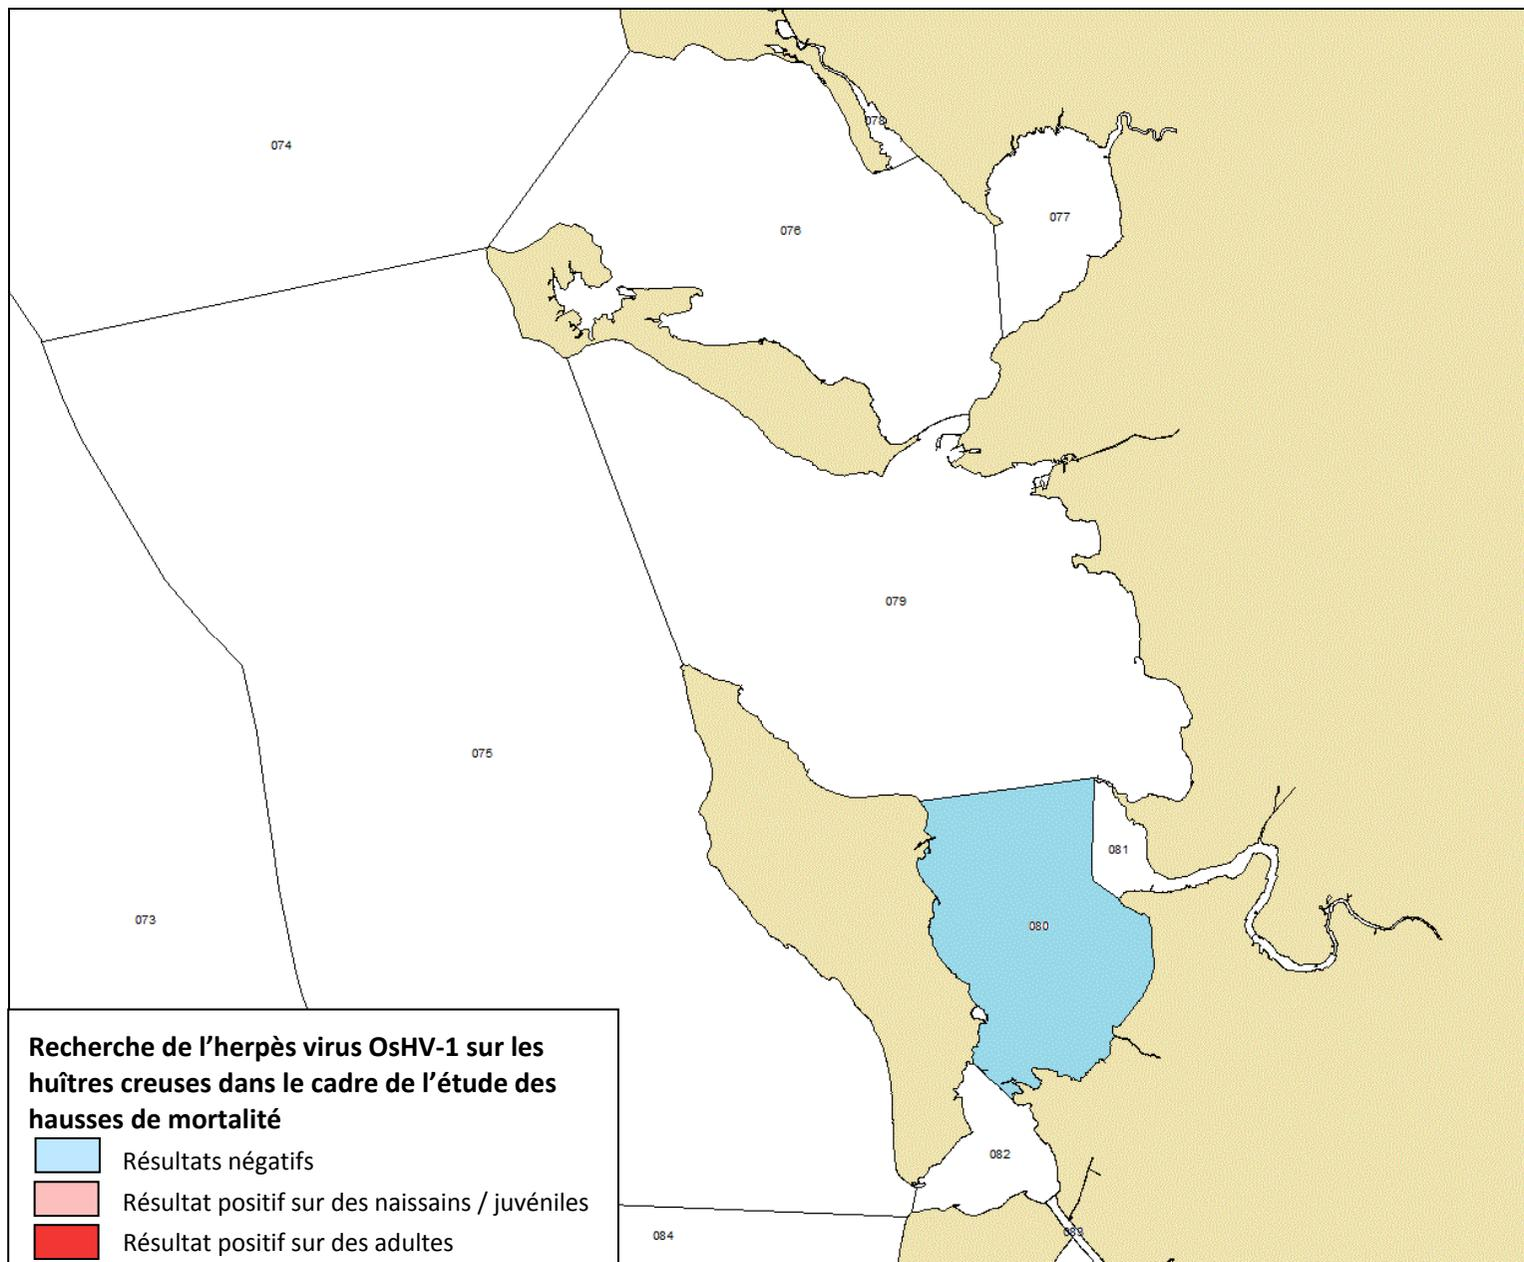 078
074
077
076
079
075
081
073
080
Recherche de l'herpès virus OsHV-1 sur les
huîtres creuses dans le cadre de l'étude des
hausses de mortalité
Résultats négatifs
082
Résultat positif sur des naissains / juvéniles
083
084
Résultat positif sur des adultes